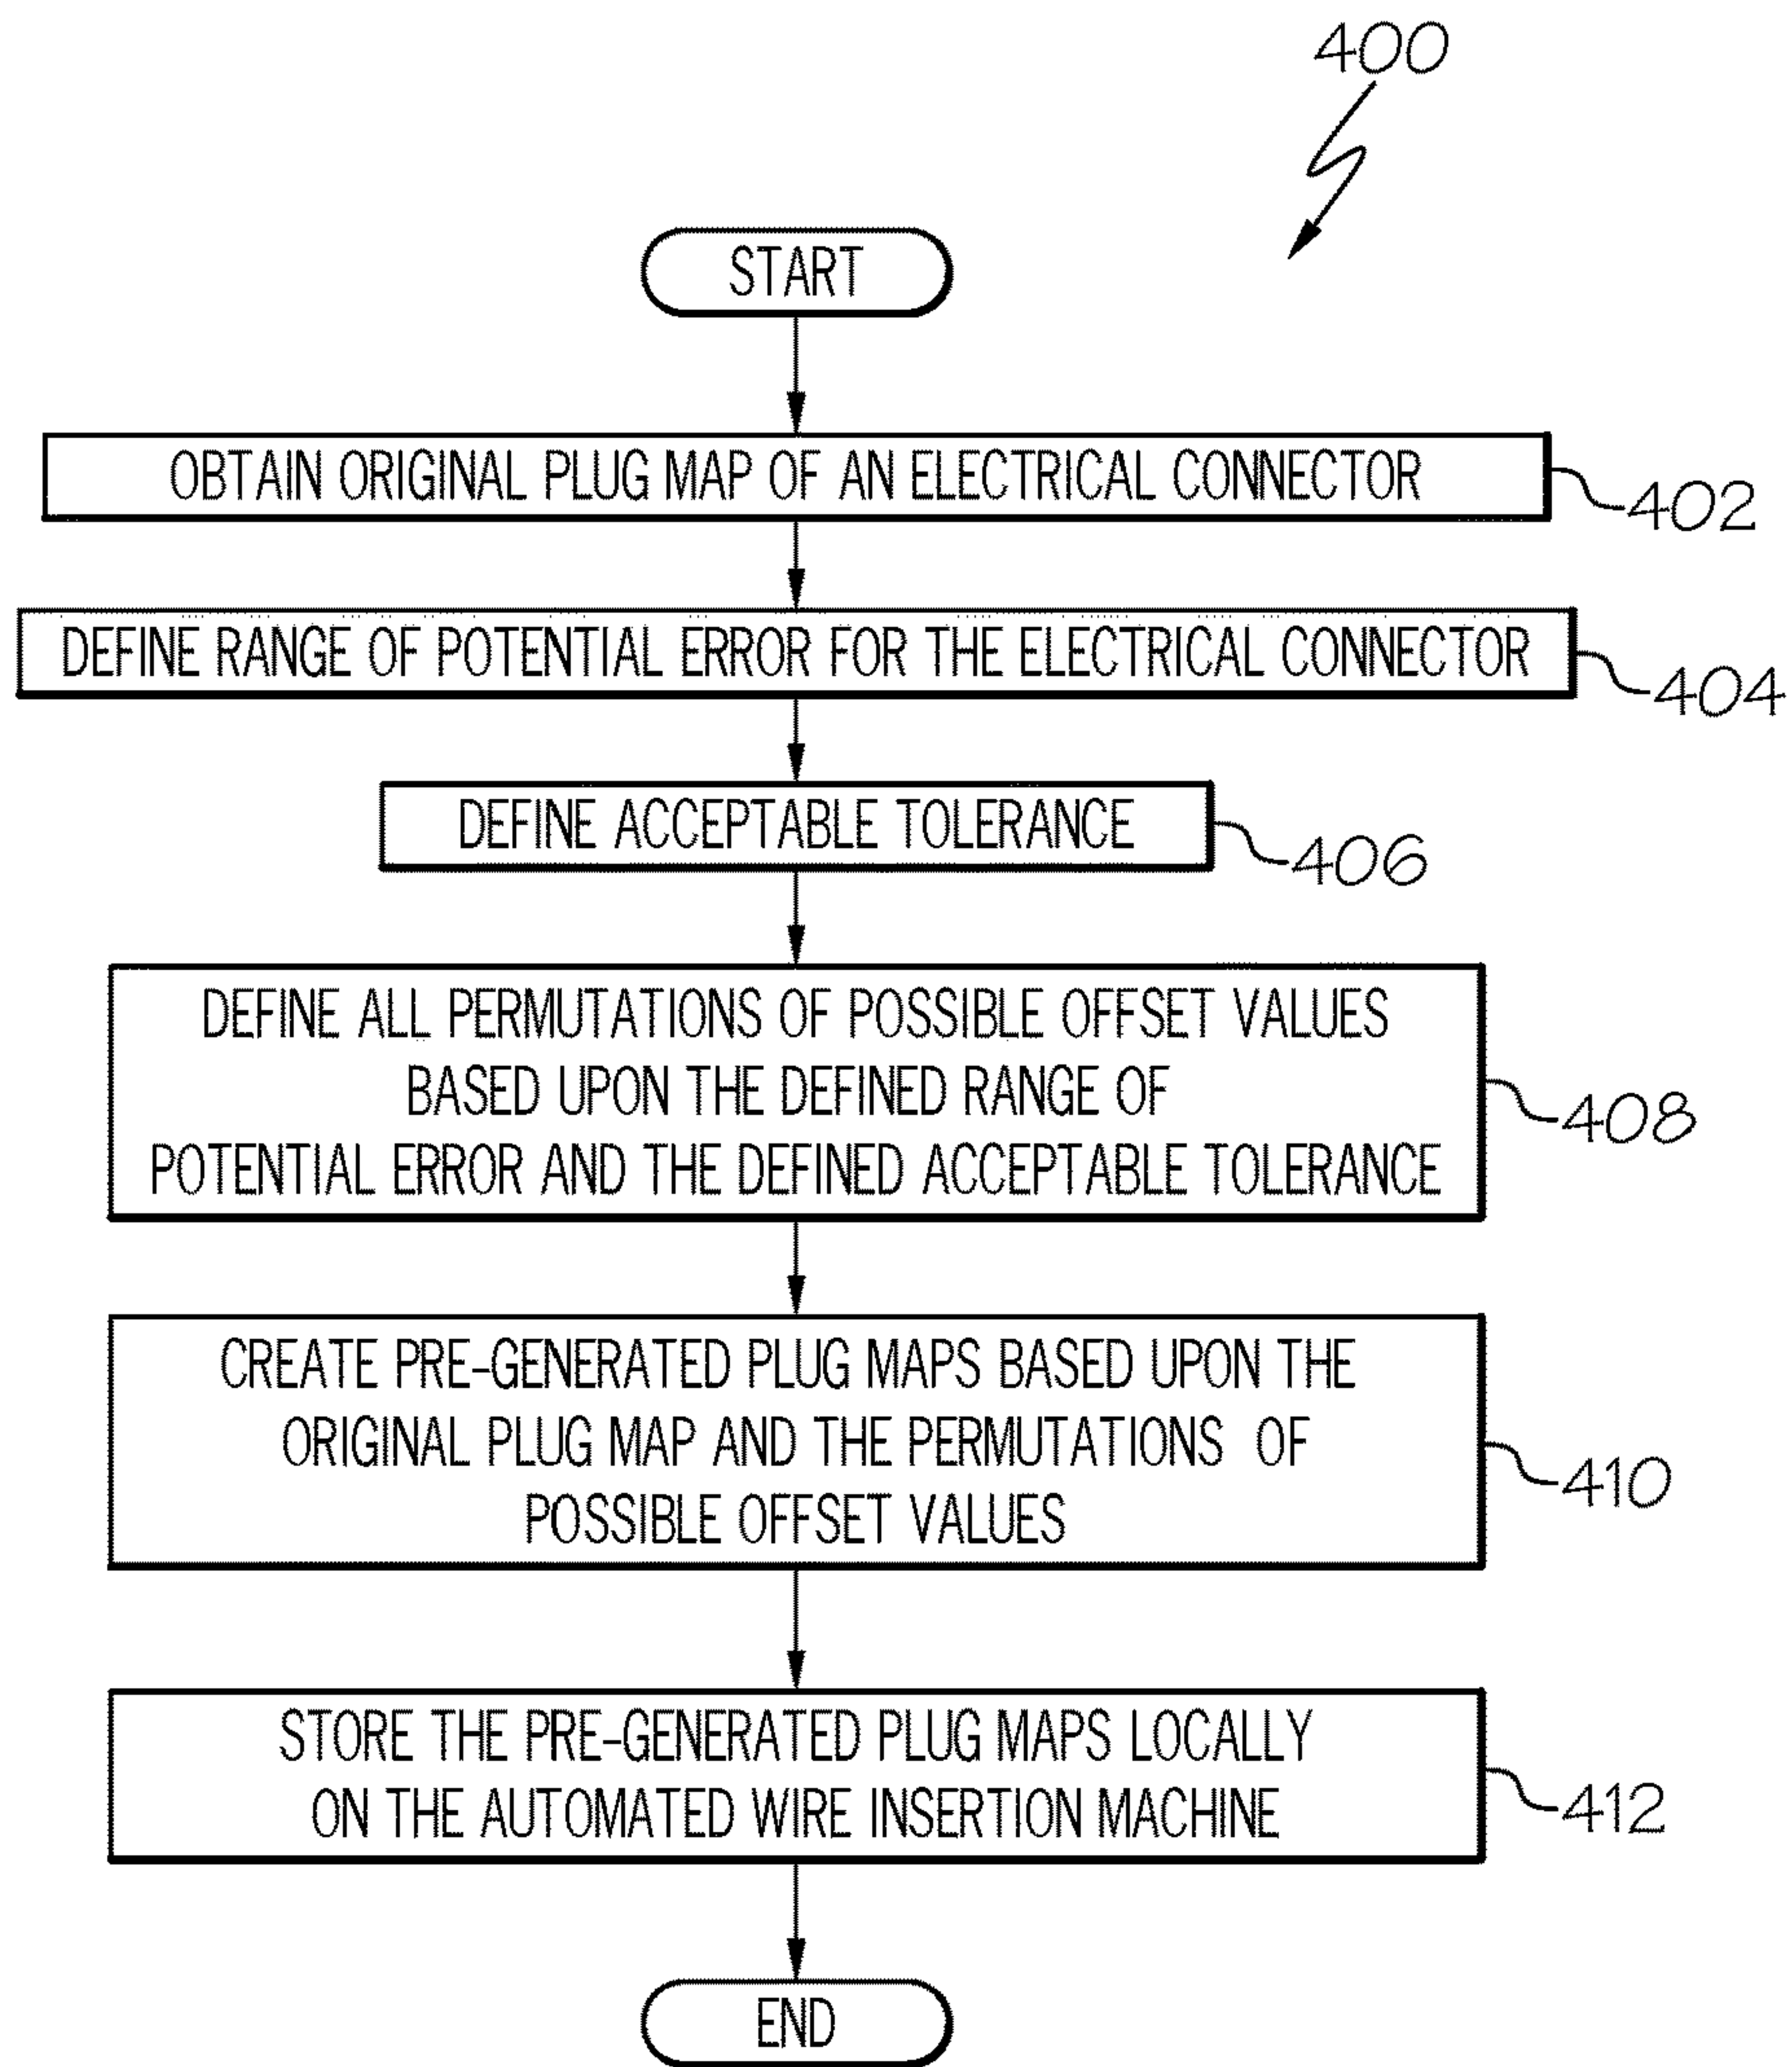 400
START
OBTAIN ORIGINAL PLUG MAP OF AN ELECTRICAL CONNECTOR
402
DEFINE RANGE OF POTENTIAL ERROR FOR THE ELECTRICAL CONNECTOR
404
DEFINE ACCEPTABLE TOLERANCE
406
DEFINE ALL PERMUTATIONS OF POSSIBLE OFFSET VALUES
BASED UPON THE DEFINED RANGE OF
POTENTIAL ERROR AND THE DEFINED ACCEPTABLE TOLERANCE
408
CREATE PRE-GENERATED PLUG MAPS BASED UPON THE
ORIGINAL PLUG MAP AND THE PERMUTATIONS OF
POSSIBLE OFFSET VALUES
410
STORE THE PRE-GENERATED PLUG MAPS LOCALLY
ON THE AUTOMATED WIRE INSERTION MACHINE
412
END